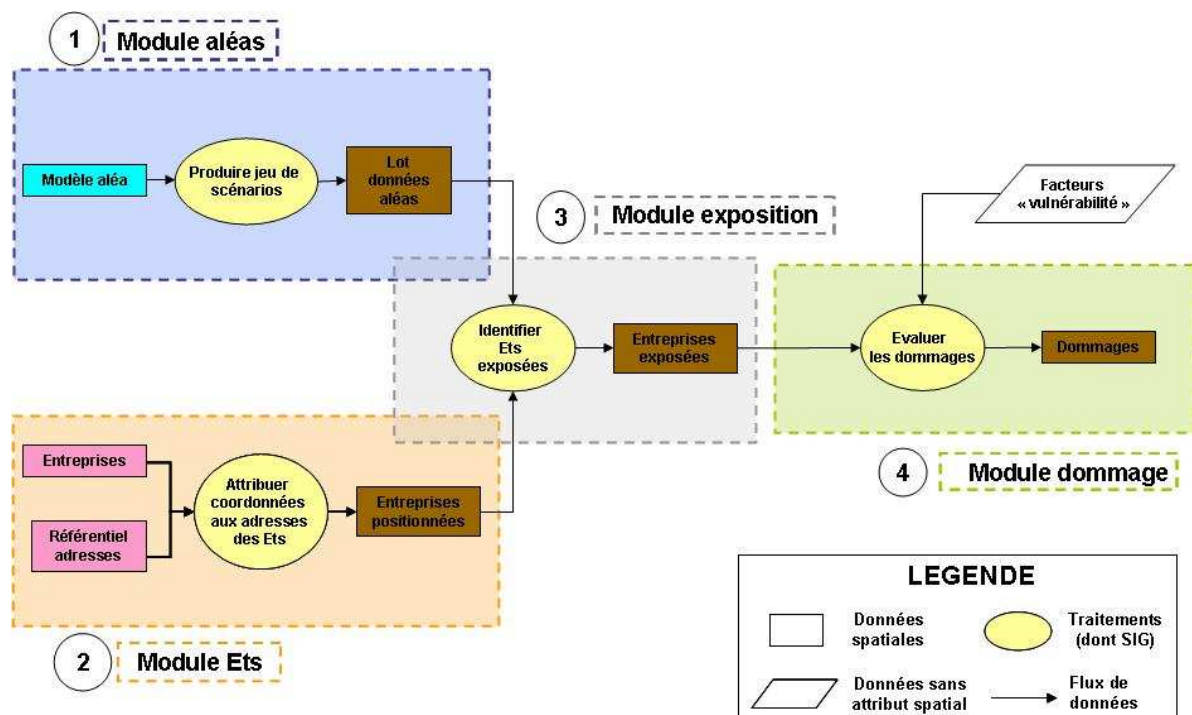 1 Module aléas
Modèle aléa
Produire jeu de
scénarios
Lot
données
aléas
3 Module exposition
Identifier
Ets
exposées
Entreprises
exposées
Facteurs
« vulnérabilité »
Evaluer
les dommages
Dommages
4 Module dommage
Entreprises
Référentiel
adresses
Attribuer
coordonnées
aux adresses
des Ets
Entreprises
positionnées
2 Module Ets
LEGENDE
Données
spatiales
Traitements
(dont SIG)
Données sans
attribut spatial
Flux de
données